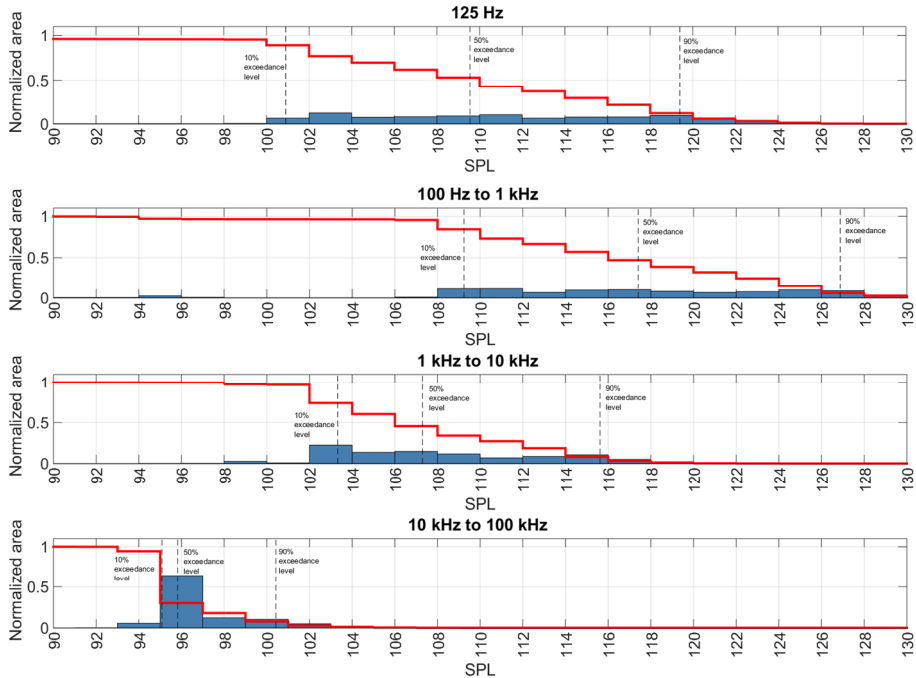 125 Hz
Normalized area
1
0.5
0
10%
exceedance
level
50%
exceedance
level
90%
exceedance
level
90 92 94 96 98 100 102 104 106 108 110 112 114 116 118 120 122 124 126 128 130
SPL
100 Hz to 1 kHz
Normalized area
1
0.5
0
10%
exceedance
level
50%
exceedance
level
90%
exceedance
level
90 92 94 96 98 100 102 104 106 108 110 112 114 116 118 120 122 124 126 128 130
SPL
1 kHz to 10 kHz
Normalized area
1
0.5
0
10%
exceedance
level
50%
exceedance
level
90%
exceedance
level
90 92 94 96 98 100 102 104 106 108 110 112 114 116 118 120 122 124 126 128 130
SPL
10 kHz to 100 kHz
Normalized area
1
0.5
0
10%
exceedance
level
50%
exceedance
level
90%
exceedance
level
90 92 94 96 98 100 102 104 106 108 110 112 114 116 118 120 122 124 126 128 130
SPL